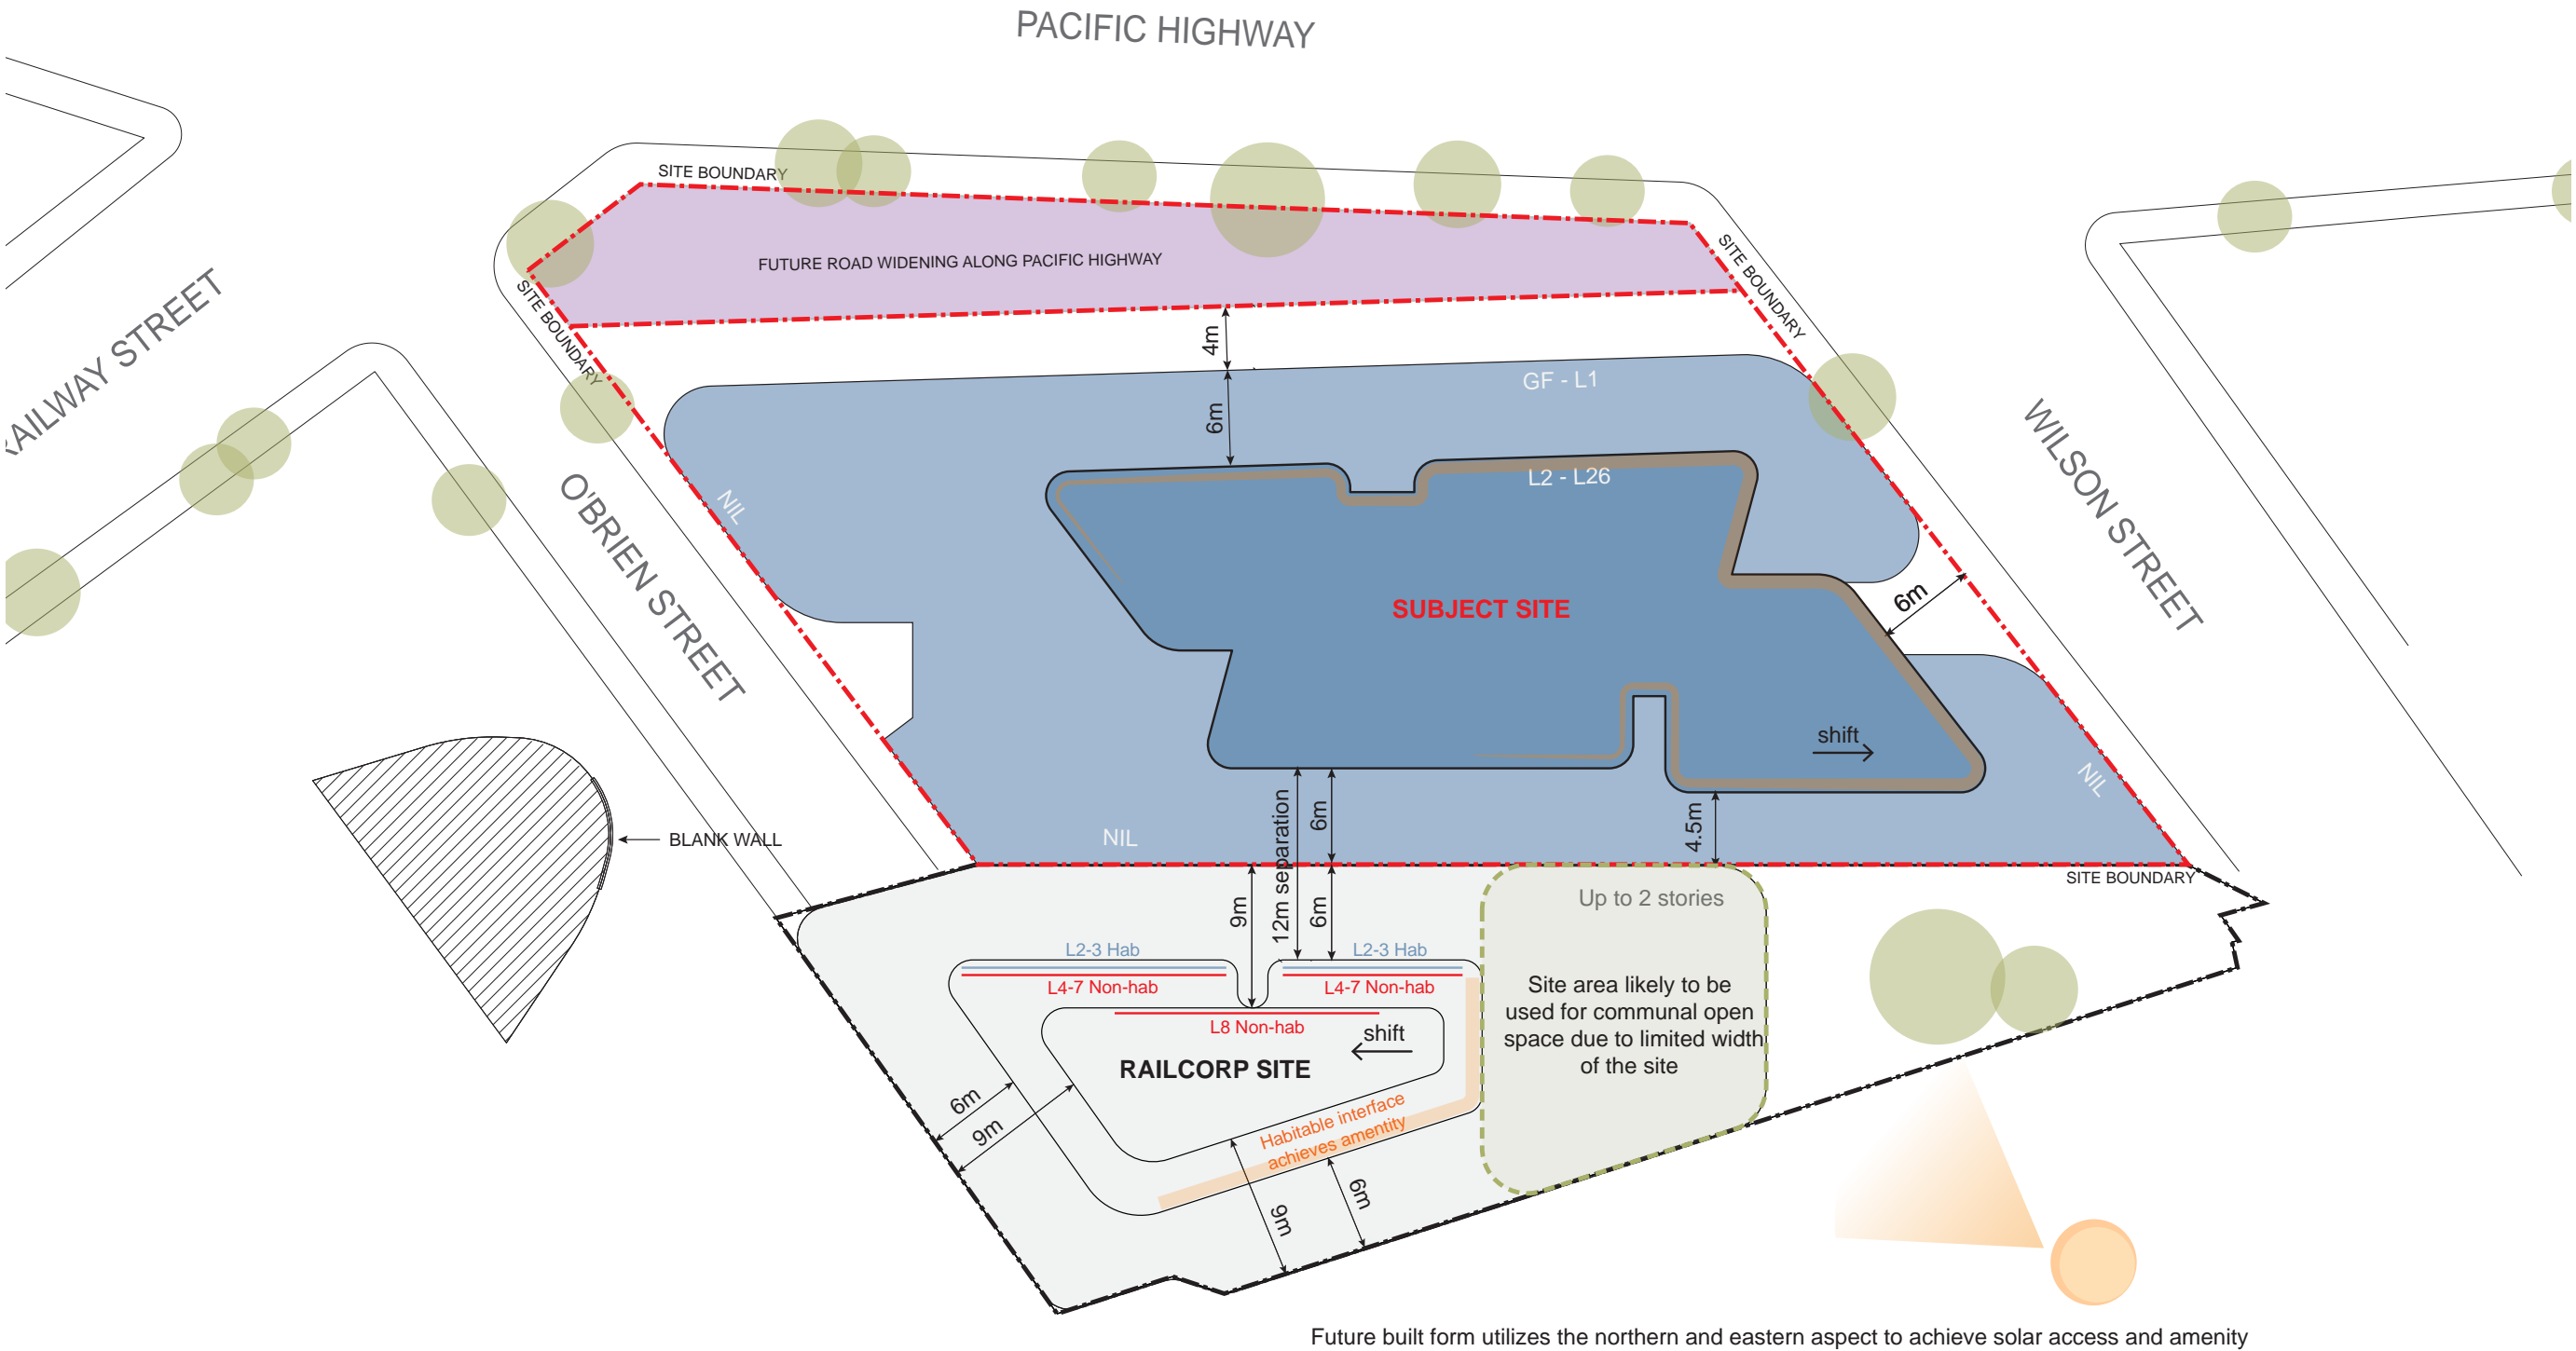 PACIFIC HIGHWAY
SITE BOUNDARY
FUTURE ROAD WIDENING ALONG PACIFIC HIGHWAY
SITE BOUNDARY
SITE BOUNDARY
RAILWAY STREET
4m
GF - L1
6m
L2 - L26
NIL
O'BRIEN STREET
WILSON STREET
SUBJECT SITE
6m
shift
NIL
BLANK WALL
NIL
12m separation
6m
4.5m
SITE BOUNDARY
9m
6m
Up to 2 stories
L2-3 Hab
L2-3 Hab
L4-7 Non-hab
L4-7 Non-hab
Site area likely to be
used for communal open
space due to limited width
of the site
L8 Non-hab
shift
RAILCORP SITE
6m
9m
Habitable interface
achieves amentity
9m
6m
Future built form utilizes the northern and eastern aspect to achieve solar access and amenity